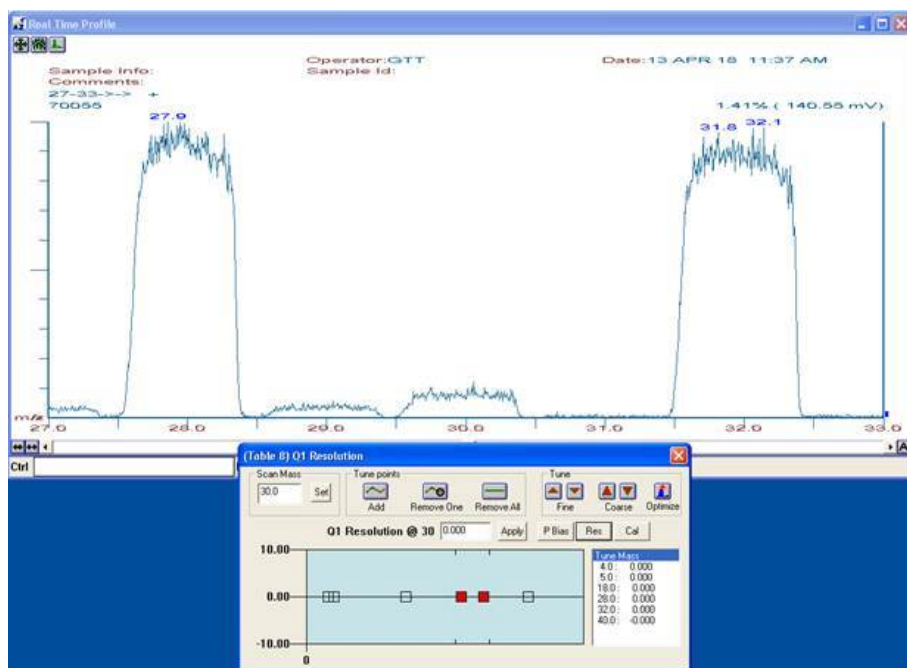 Real Time Profile
Operator:GTT Date:13 APR 18 11:37 AM
Sample Info: Sample Id:
Comments:
27-33->-> +
70055 1.41% ( 140.55 mV)
27.9 31.8 32.1
m/z
27.0 28.0 29.0 30.0 31.0 32.0 33.0
A
Ctrl
(Table 8) Q1 Resolution
Scan Mass Tune points Tune
30.0 Set
Add Remove One Remove All Fine Coarse Optimize
Q1 Resolution @ 30 0.000 Apply P Bias Res Cal
10.00
0.00
-10.00
0
Tune Mass
4.0: 0.000
5.0: 0.000
18.0: 0.000
28.0: 0.000
32.0: 0.000
40.0: -0.000